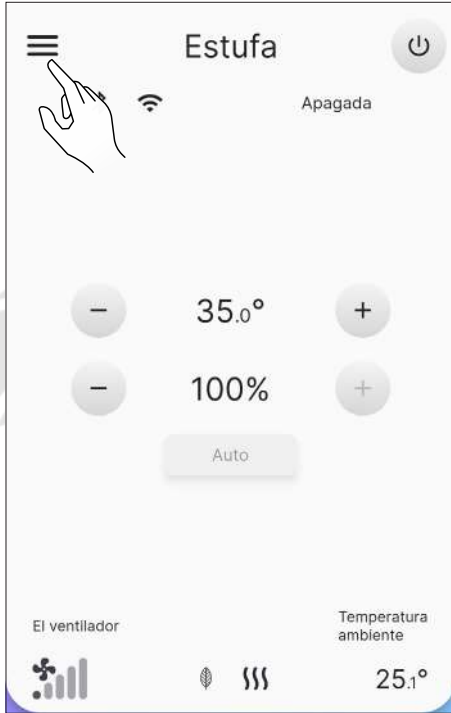 Estufa
Apagada
− 35.0° +
− 100% +
Auto
El ventilador
Temperatura
ambiente
25.1°